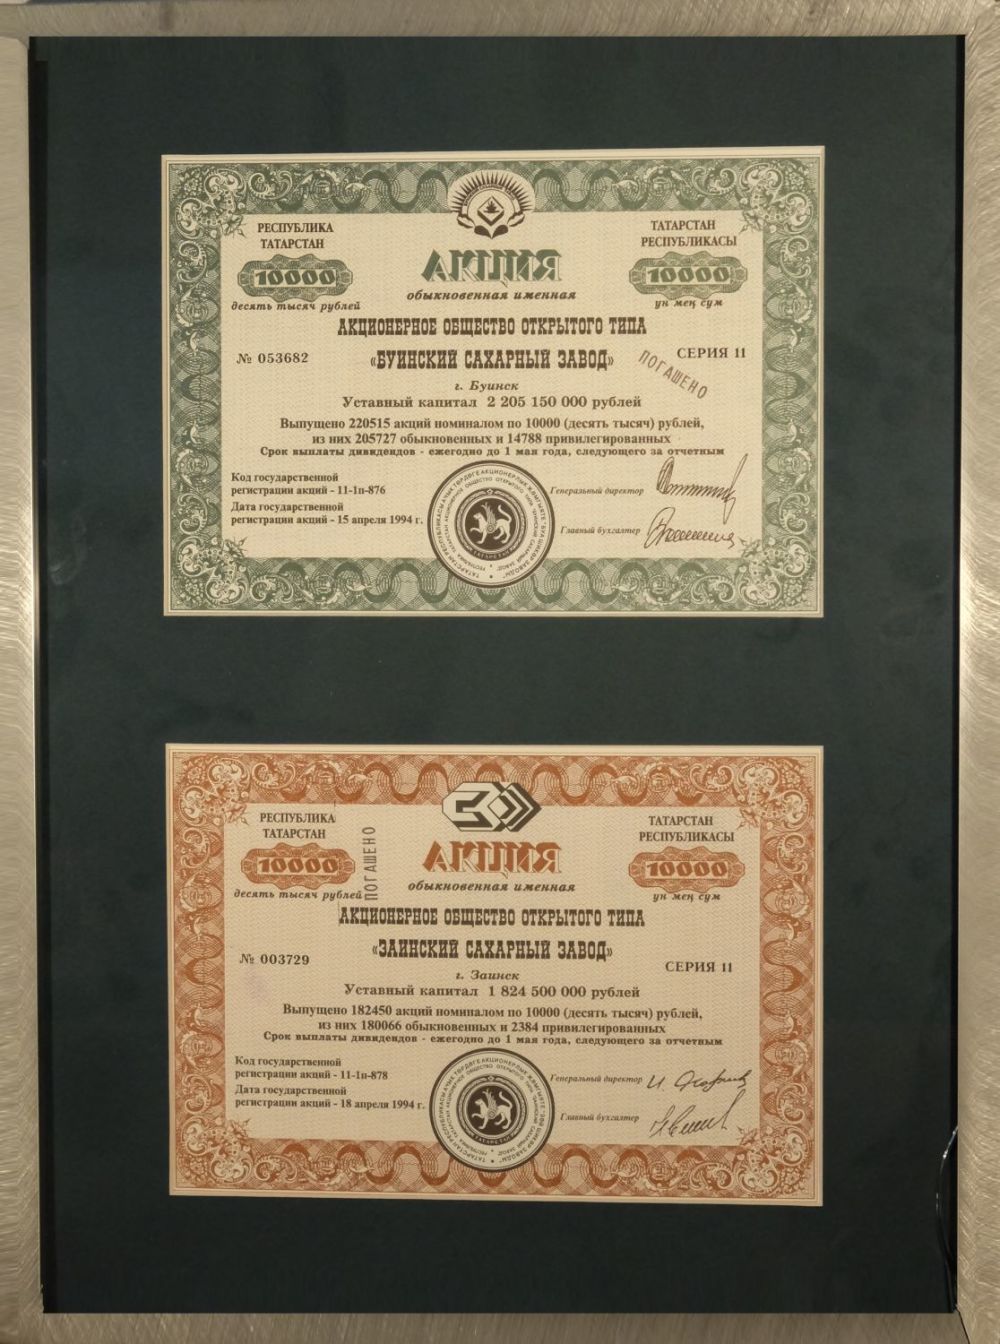 РЕСПУБЛИКА
ТАТАРСТАН
10000
десять тысяч рублей
ТАТАРСТАН
РЕСПУБЛИКАСЫ
10000
ун мең сум
АКЦИЯ
обыкновенная именная
АКЦИОНЕРНОЕ ОБЩЕСТВО ОТКРЫТОГО ТИПА
«БУИНСКИЙ САХАРНЫЙ ЗАВОД»
№ 053682
СЕРИЯ 11
ПОГАШЕНО
г. Буинск
Уставный капитал 2 205 150 000 рублей
Выпущено 220515 акций номиналом по 10000 (десять тысяч) рублей,
из них 205727 обыкновенных и 14788 привилегированных
Срок выплаты дивидендов - ежегодно до 1 мая года, следующего за отчетным
Код государственной
регистрации акций - 11-1п-876
Дата государственной
регистрации акций - 15 апреля 1994 г.
Генеральный директор
Главный бухгалтер
ТАТАРСТАН
РЕСПУБЛИКА
ТАТАРСТАН
10000
десять тысяч рублей
ПОГАШЕНО
ТАТАРСТАН
РЕСПУБЛИКАСЫ
10000
ун мең сум
АКЦИЯ
обыкновенная именная
АКЦИОНЕРНОЕ ОБЩЕСТВО ОТКРЫТОГО ТИПА
«ЗАИНСКИЙ САХАРНЫЙ ЗАВОД»
№ 003729
СЕРИЯ 11
г. Заинск
Уставный капитал 1 824 500 000 рублей
Выпущено 182450 акций номиналом по 10000 (десять тысяч) рублей,
из них 180066 обыкновенных и 2384 привилегированных
Срок выплаты дивидендов - ежегодно до 1 мая года, следующего за отчетным
Код государственной
регистрации акций - 11-1п-878
Дата государственной
регистрации акций - 18 апреля 1994 г.
Генеральный директор
Главный бухгалтер
ТАТАРСТАН